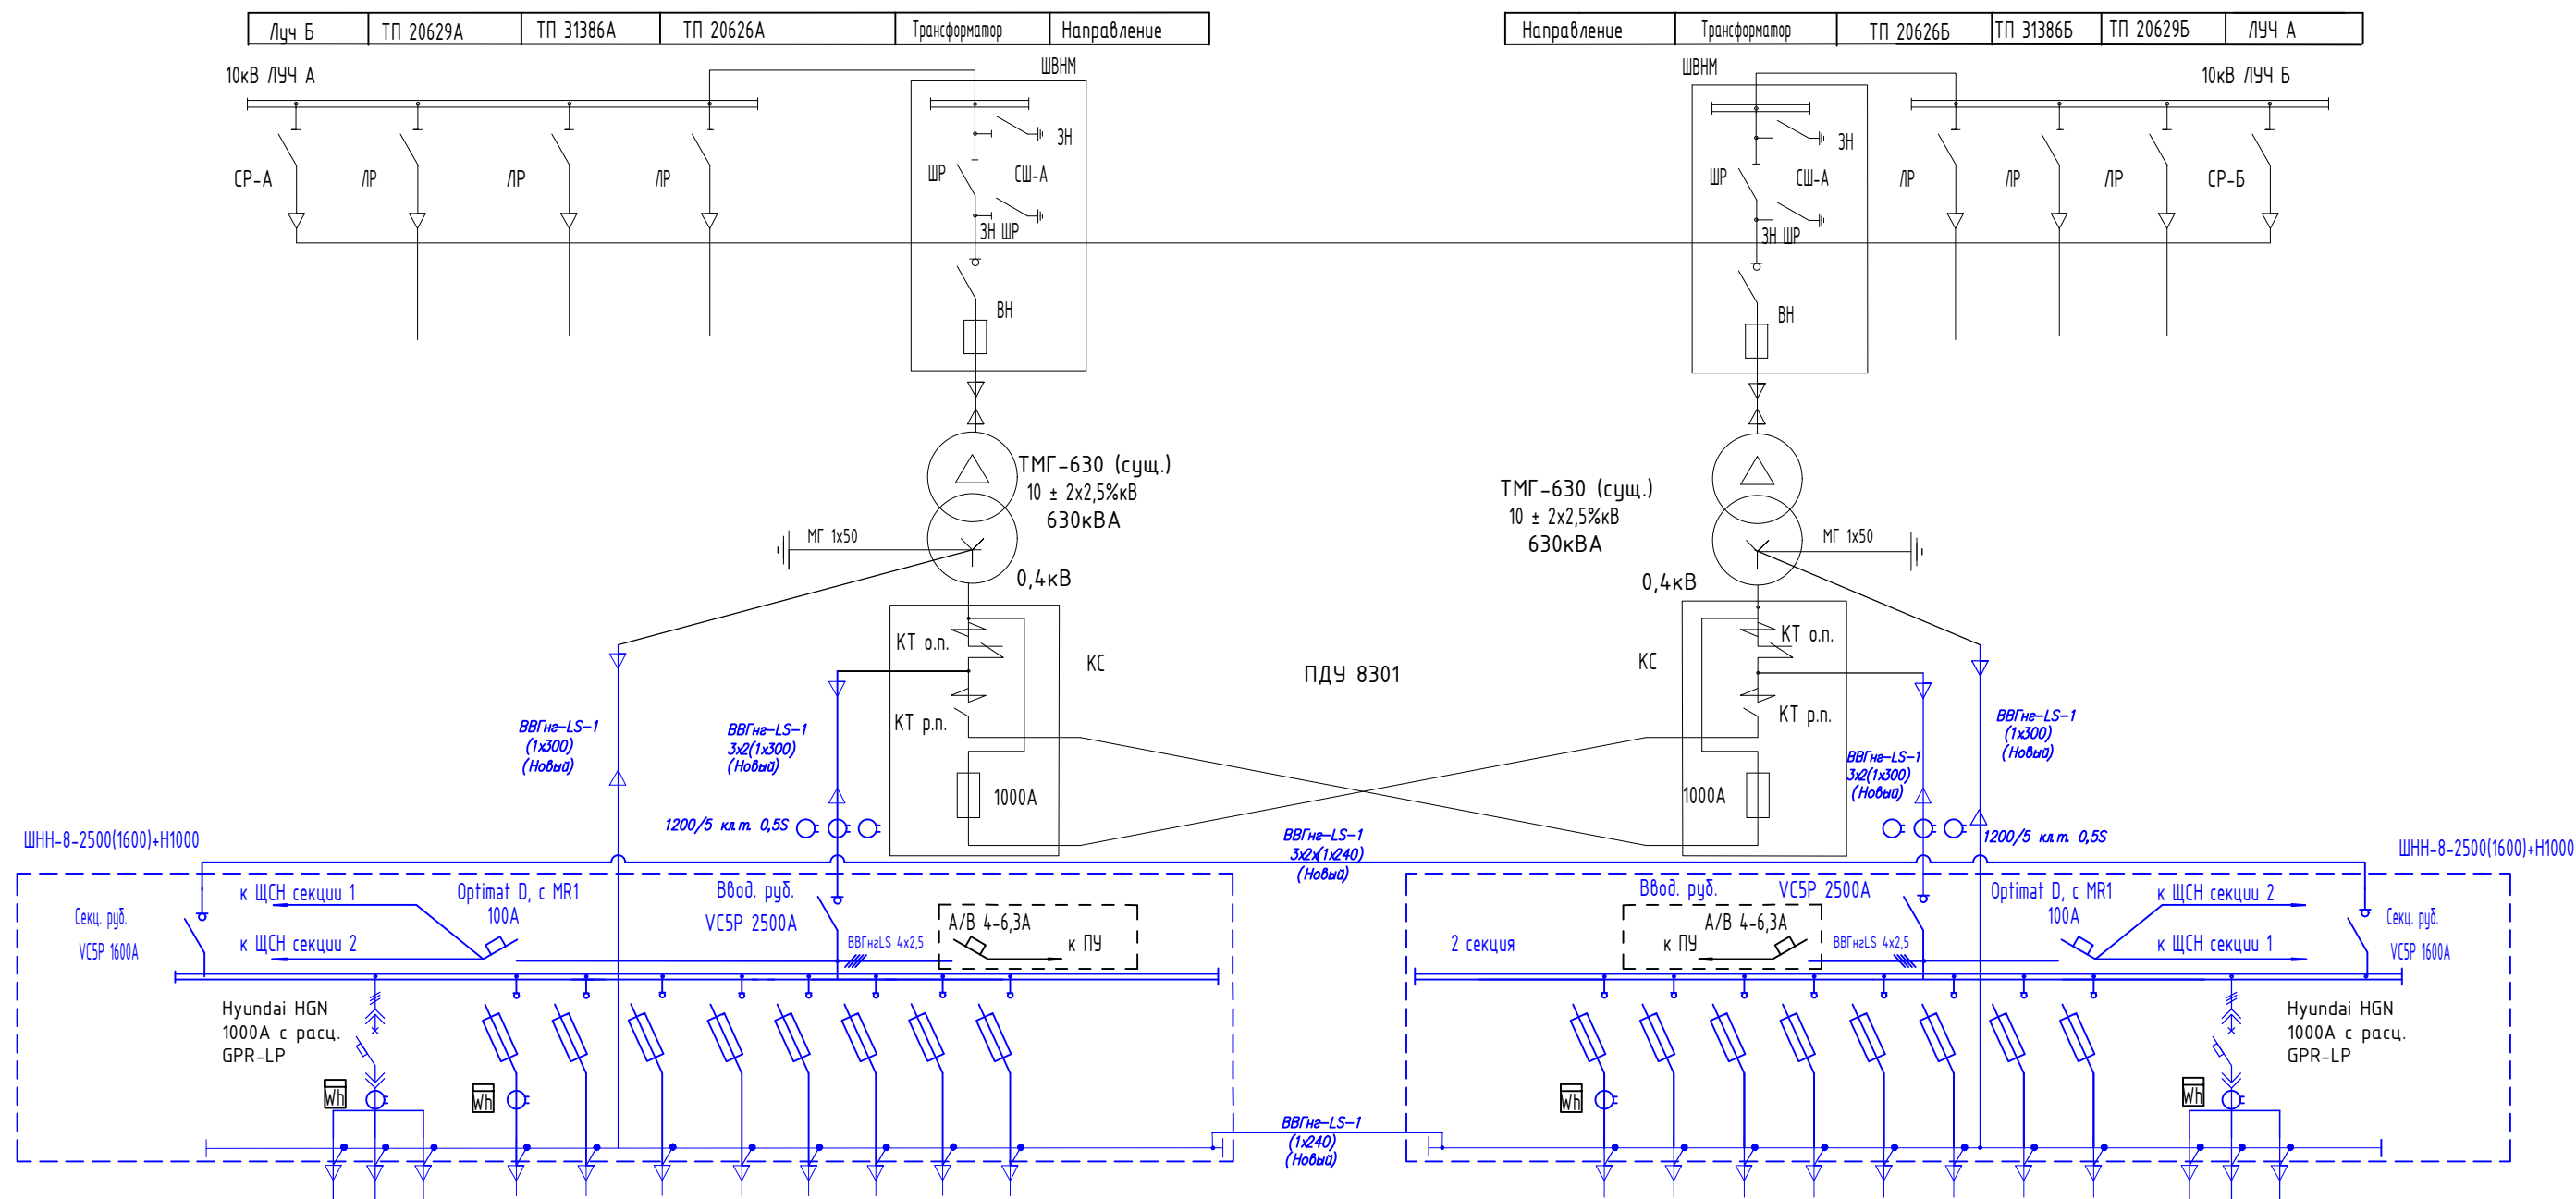 Луч Б
ТП 20629А
ТП 31386А
ТП 20626А
Трансформатор
Направление
Направление
Трансформатор
ТП 20626Б
ТП 31386Б
ТП 20629Б
ЛУЧ А
10кВ ЛУЧ А
ШВНМ
ШВНМ
10кВ ЛУЧ Б
ЗН
ЗН
СР-А
ЛР
ЛР
ЛР
ШР
СШ-А
ШР
СШ-А
ЛР
ЛР
ЛР
СР-Б
ЗН ШР
ЗН ШР
ВН
ВН
ТМГ-630 (сущ.)
10 ± 2х2,5%кВ
630кВА
ТМГ-630 (сущ.)
10 ± 2х2,5%кВ
630кВА
МГ 1х50
МГ 1х50
0,4кВ
0,4кВ
КТ о.п.
КС
ПДУ 8301
КС
КТ о.п.
КТ р.п.
КТ р.п.
ВВГнг-LS-1
(1х300)
(Новый)
ВВГнг-LS-1
3х2(1х300)
(Новый)
ВВГнг-LS-1
3х2(1х300)
(Новый)
ВВГнг-LS-1
(1х300)
(Новый)
1000А
1000А
1200/5 кл.т. 0,5S
1200/5 кл.т. 0,5S
ВВГнг-LS-1
3х2х(1х240)
(Новый)
ШНН-8-2500(1600)+Н1000
ШНН-8-2500(1600)+Н1000
Секц. руб.
VC5P 1600А
к ЩСН секции 1
к ЩСН секции 2
Optimat D, с MR1
100А
Ввод. руб.
VC5P 2500А
ВВГнгLS 4х2,5
А/В 4-6,3А
к ПУ
2 секция
Ввод. руб.
VC5P 2500А
А/В 4-6,3А
к ПУ
ВВГнгLS 4х2,5
Optimat D, с MR1
100А
к ЩСН секции 2
к ЩСН секции 1
Секц. руб.
VC5P 1600А
Hyundai HGN
1000А с расц.
GPR-LP
Hyundai HGN
1000А с расц.
GPR-LP
Wh
Wh
Wh
Wh
ВВГнг-LS-1
(1х240)
(Новый)